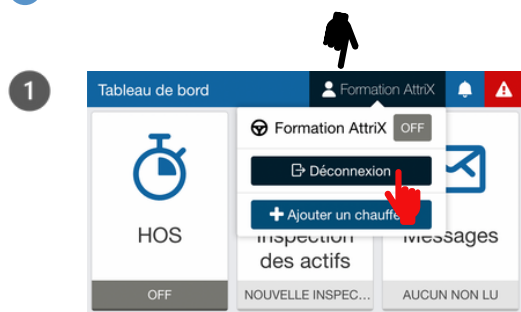 1
Tableau de bord
Formation AttriX
Formation AttriX OFF
Déconnexion
Ajouter un
HOS
Inspection
des actifs
Messages
OFF
NOUVELLE INSPEC...
AUCUN NON LU